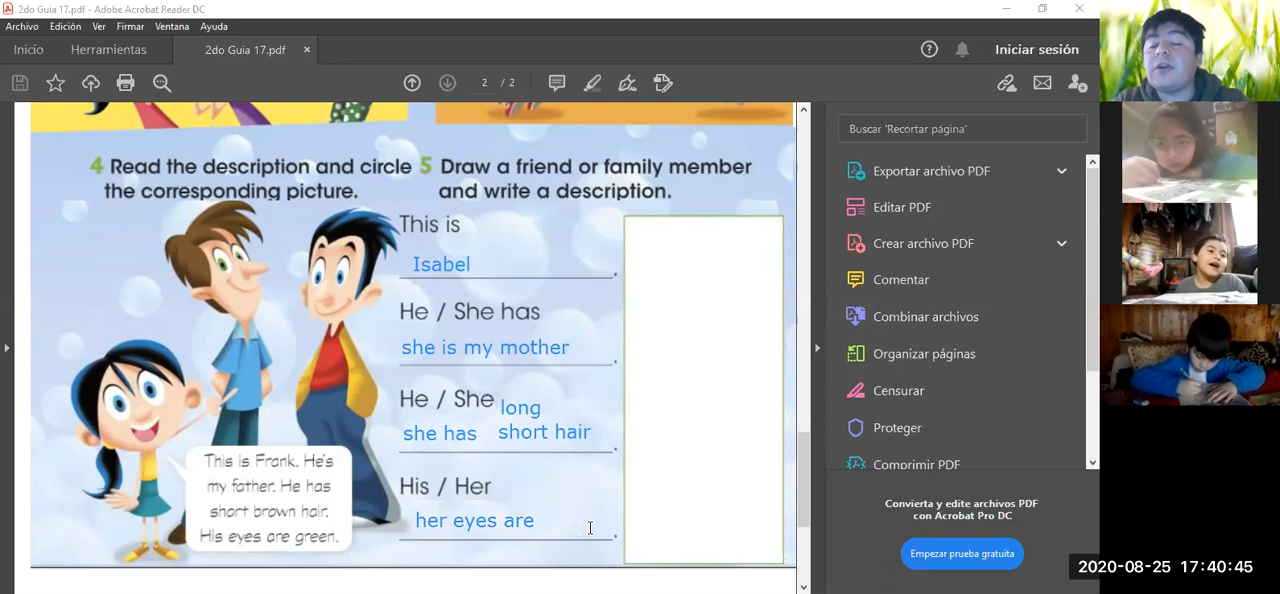 2do Guia 17.pdf - Adobe Acrobat Reader DC
Archivo Edición Ver Firmar Ventana Ayuda
Inicio Herramientas 2do Guia 17.pdf × Iniciar sesión
2 / 2
4 Read the description and circle
the corresponding picture.
This is Frank. He's
my father. He has
short brown hair.
His eyes are green.
5 Draw a friend or family member
and write a description.
This is
Isabel
He / She has
she is my mother
He / She long
she has short hair
His / Her
her eyes are
Buscar 'Recortar página'
Exportar archivo PDF
Editar PDF
Crear archivo PDF
Comentar
Combinar archivos
Organizar páginas
Censurar
Proteger
Comprimir PDF
Convierta y edite archivos PDF
con Acrobat Pro DC
Empezar prueba gratuita
2020-08-25 17:40:45